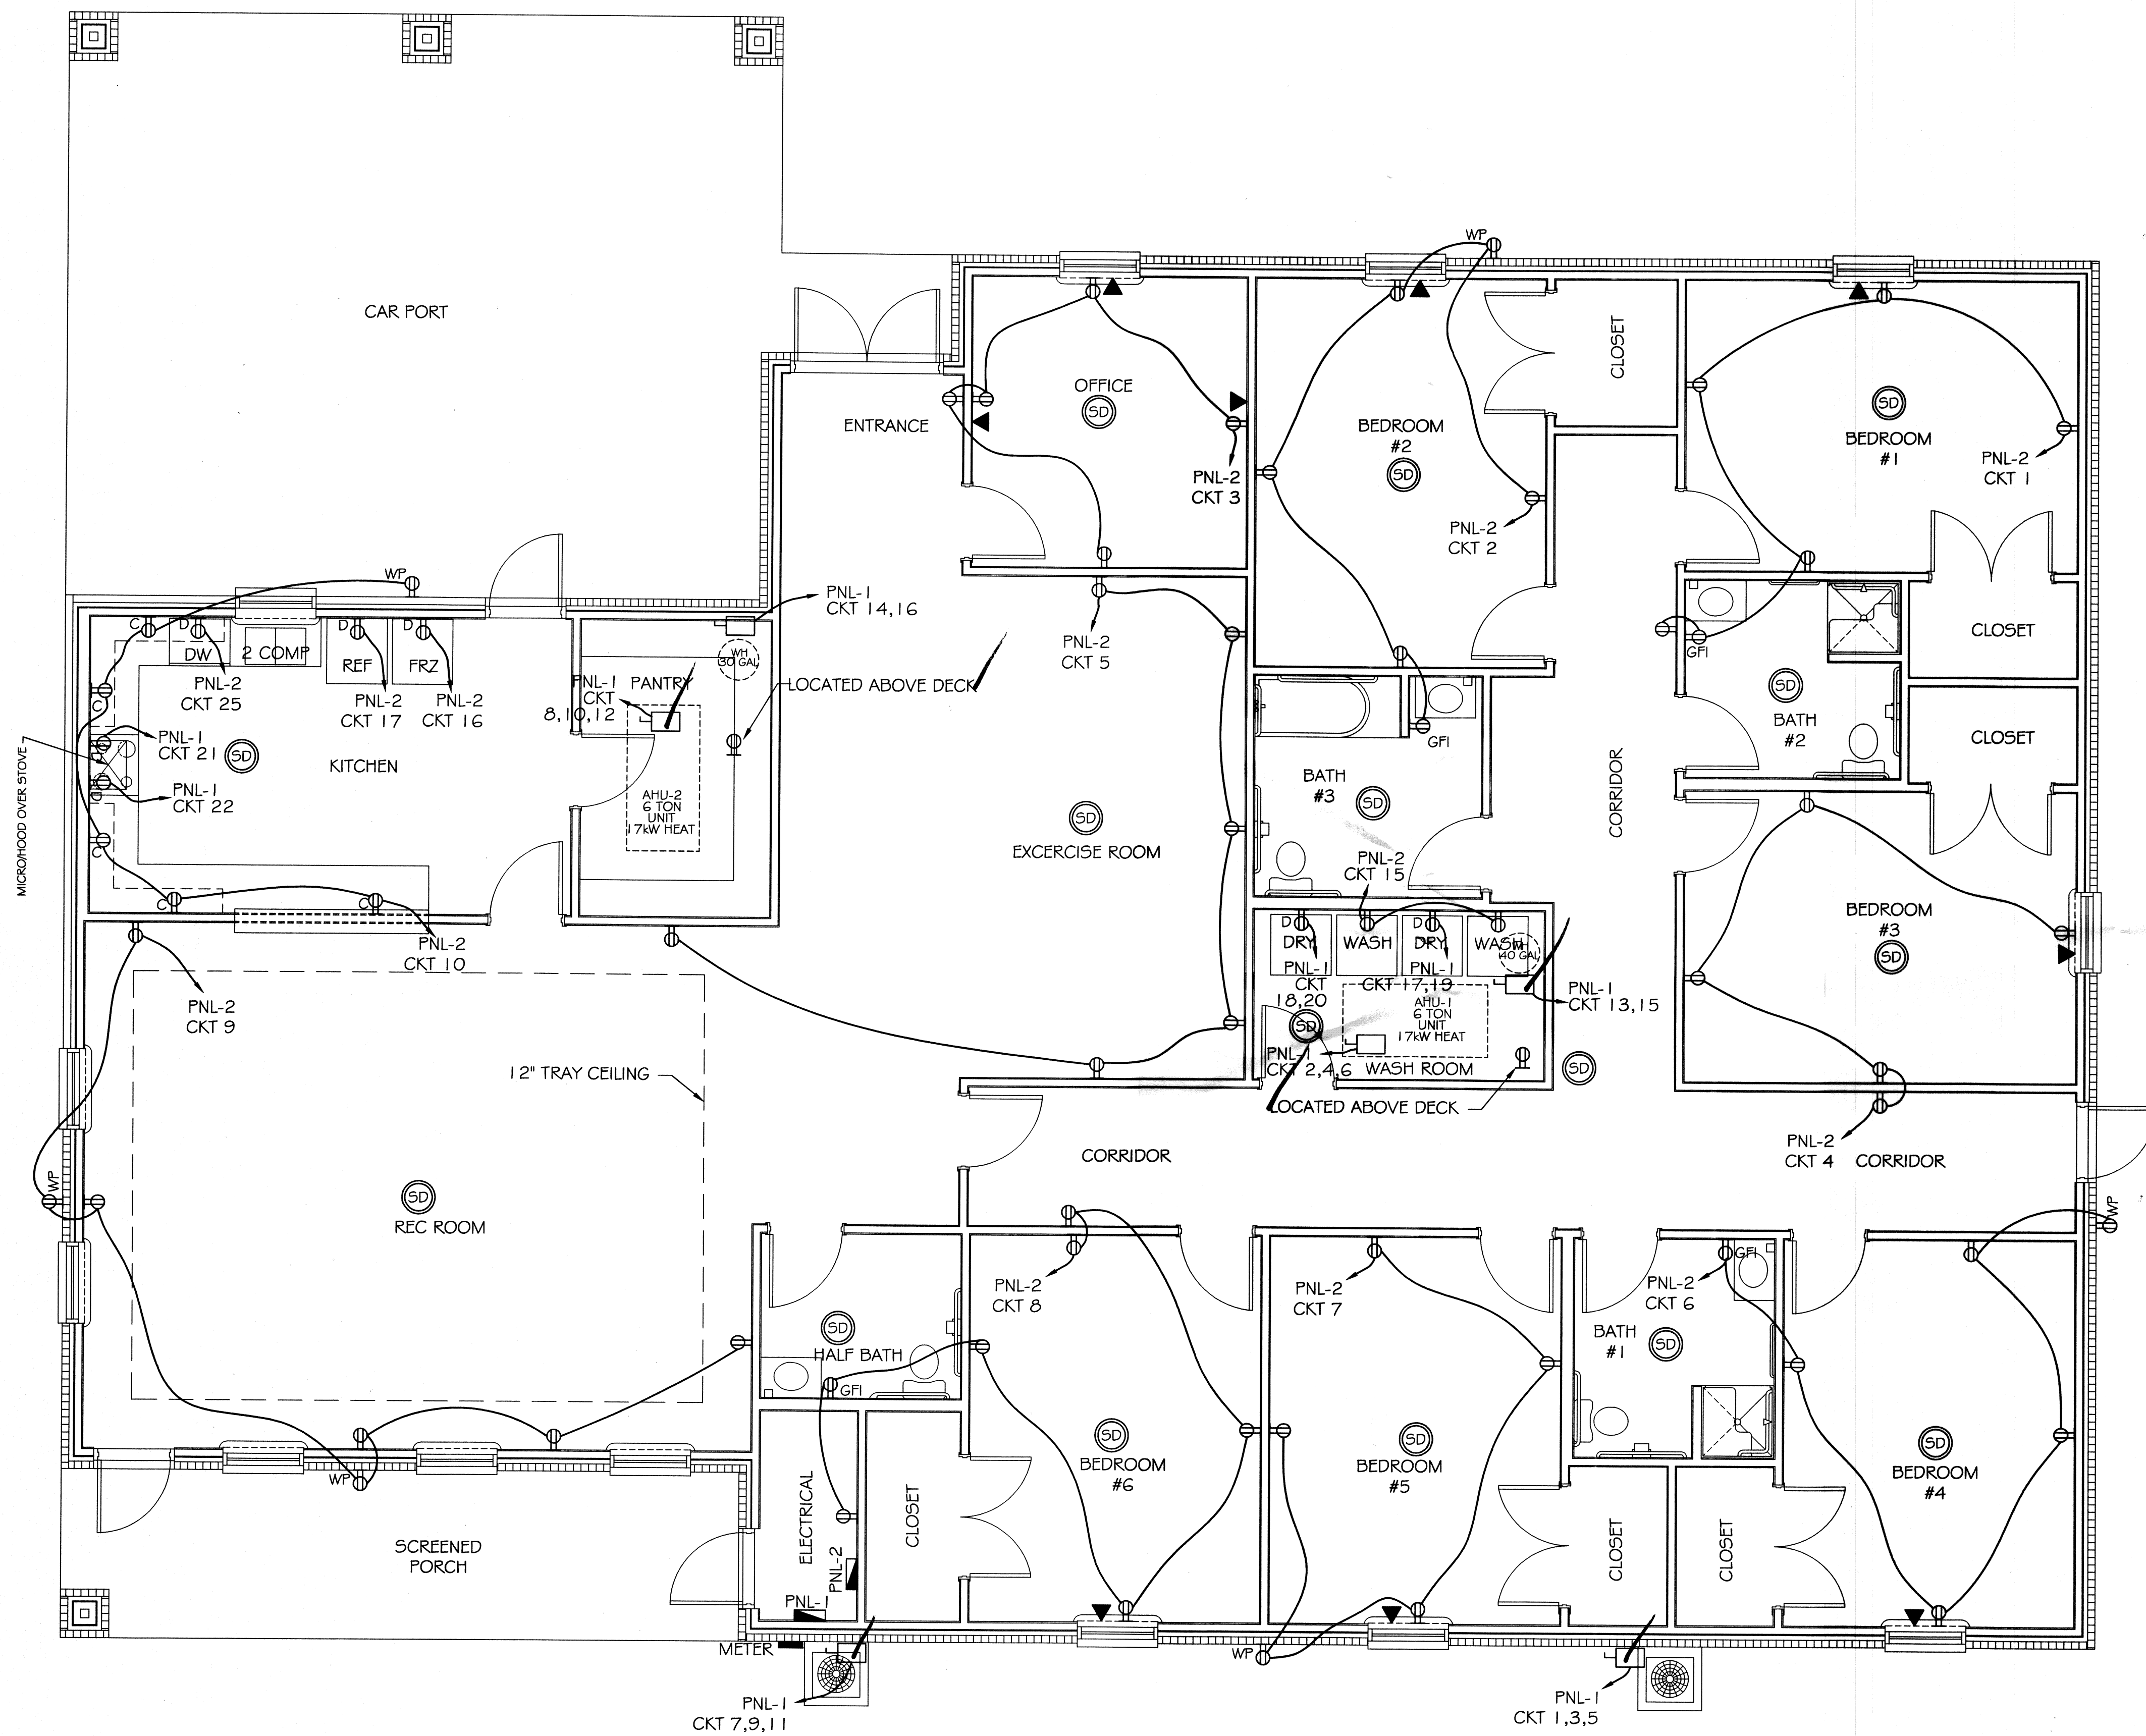 CAR PORT
WP
OFFICE
SD
ENTRANCE
PNL-2
CKT 3
BEDROOM
#2
SD
PNL-2
CKT 2
CLOSET
SD
BEDROOM
#1
PNL-2
CKT 1
WP
PNL-1
CKT 14,16
C
D
DW
2 COMP
D
REF
D
FRZ
PNL-2
CKT 25
PNL-2
CKT 17
PNL-2
CKT 16
C
PNL-1
CKT 21
SD
KITCHEN
D
PNL-1
CKT 22
D
C
C
C
MICRO/HOOD OVER STOVE
WH
30 GAL
PNL-1
CKT
8,10,12
PANTRY
LOCATED ABOVE DECK
AHU-2
6 TON
UNIT
17kW HEAT
PNL-2
CKT 5
SD
EXCERCISE ROOM
GFI
BATH
#3
SD
CORRIDOR
GFI
SD
BATH
#2
CLOSET
CLOSET
PNL-2
CKT 15
BEDROOM
#3
SD
PNL-2
CKT 10
PNL-2
CKT 9
D
DRY
WASH
D
DRY
WASH
40 GAL
PNL-1
CKT
18,20
PNL-1
CKT 17,19
PNL-1
CKT 13,15
AHU-1
6 TON
UNIT
17kW HEAT
SD
PNL-1
CKT 2,4,6
WASH ROOM
SD
LOCATED ABOVE DECK
12" TRAY CEILING
CORRIDOR
PNL-2
CKT 4
CORRIDOR
WP
SD
REC ROOM
WP
PNL-2
CKT 8
PNL-2
CKT 7
GFI
PNL-2
CKT 6
SD
HALF BATH
GFI
BATH
#1
SD
SD
BEDROOM
#6
SD
BEDROOM
#5
SD
BEDROOM
#4
WP
SCREENED
PORCH
ELECTRICAL
CLOSET
CLOSET
CLOSET
PNL-2
PNL-1
METER
WP
PNL-1
CKT 7,9,11
PNL-1
CKT 1,3,5